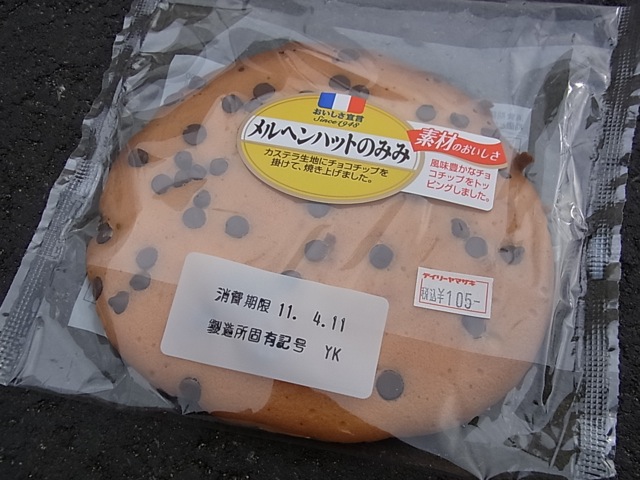 おいしさ宣言
Since1948
メルヘンハットのみみ
カステラ生地にチョコチップを
掛けて、焼き上げました。
素材のおいしさ
風味豊かなチョ
コチップをトッ
ピングしました。
デイリーヤマザキ
税込¥105-
消費期限 11. 4.11
製造所固有記号 YK